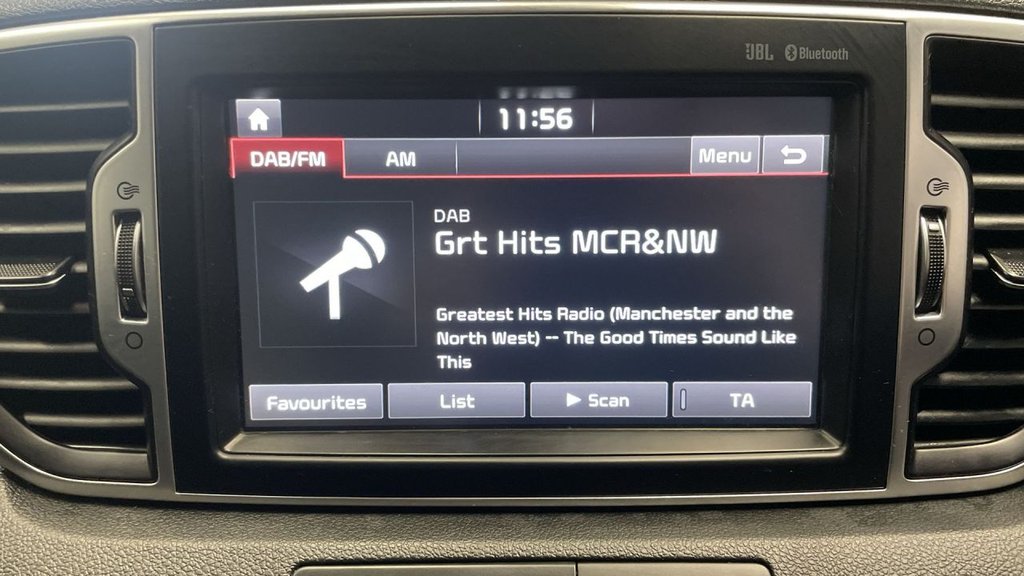 JBL Bluetooth
11:56
DAB/FM AM Menu
DAB
Grt Hits MCR&NW
Greatest Hits Radio (Manchester and the
North West) -- The Good Times Sound Like
This
Favourites List Scan TA